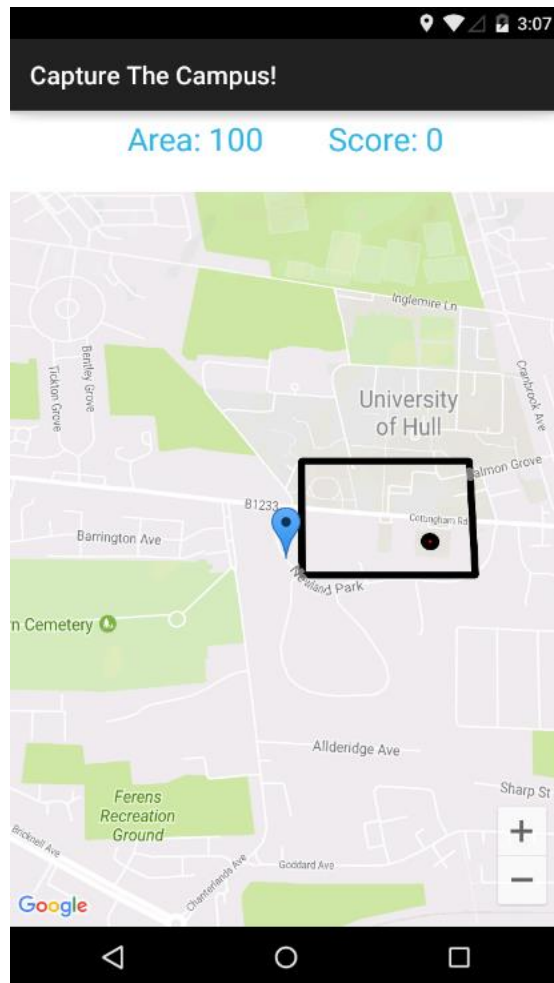 3:07
Capture The Campus!
Area: 100 Score: 0
Inglemire Ln
Cranbrook Ave
Bentley Grove
Tickton Grove
University
of Hull
Salmon Grove
B1233
Cottingham Rd
Barrington Ave
Newland Park
n Cemetery
Allderidge Ave
Sharp St
Ferens
Recreation
Ground
+
Bricknell Ave
Goddard Ave
Chanterlands Ave
−
Google